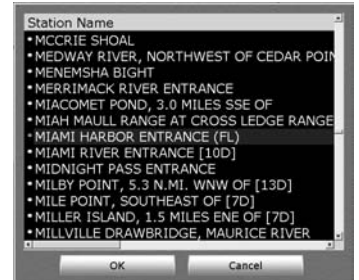 Station Name
• MCCRIE SHOAL
• MEDWAY RIVER, NORTHWEST OF CEDAR POIN
• MENEMSHA BIGHT
• MERRIMACK RIVER ENTRANCE
• MIACOMET POND, 3.0 MILES SSE OF
• MIAH MAULL RANGE AT CROSS LEDGE RANGE
• MIAMI HARBOR ENTRANCE (FL)
• MIAMI RIVER ENTRANCE [10D]
• MIDNIGHT PASS ENTRANCE
• MILBY POINT, 5.3 N.MI. WNW OF [13D]
• MILE POINT, SOUTHEAST OF [7D]
• MILLER ISLAND, 1.5 MILES ENE OF [7D]
• MILLVILLE DRAWBRIDGE, MAURICE RIVER
OK Cancel